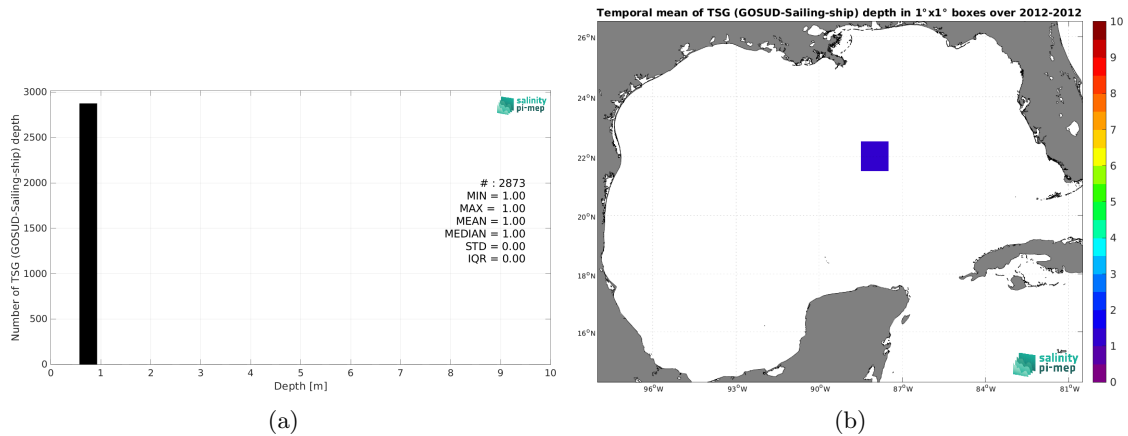 3000
2500
2000
1500
1000
500
0
Number of TSG (GOSUD-Sailing-ship) depth
salinity
pi-mep
# : 2873
MIN = 1.00
MAX = 1.00
MEAN = 1.00
MEDIAN = 1.00
STD = 0.00
IQR = 0.00
0 1 2 3 4 5 6 7 8 9 10
Depth [m]
(a)
Temporal mean of TSG (GOSUD-Sailing-ship) depth in 1°x1° boxes over 2012-2012
26°N
24°N
22°N
20°N
18°N
16°N
96°W 93°W 90°W 87°W 84°W 81°W
salinity
pi-mep
10
9
8
7
6
5
4
3
2
1
0
(b)